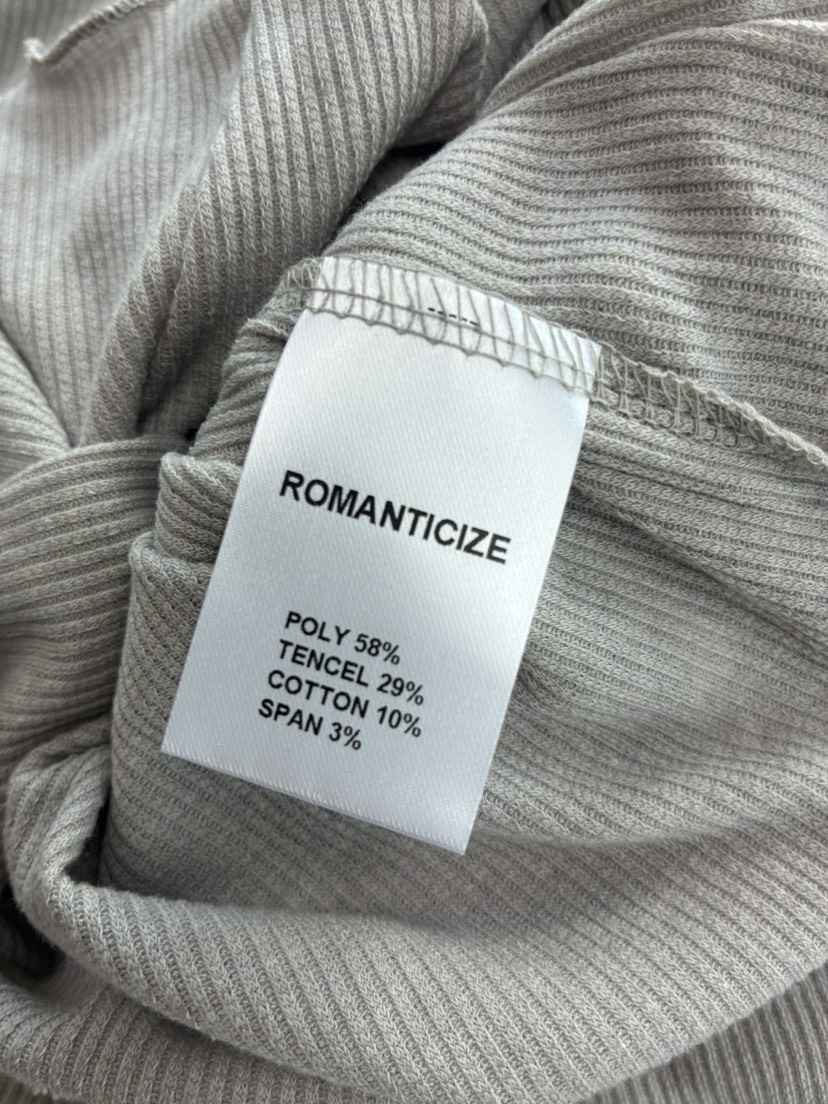 ROMANTICIZE
POLY 58%
TENCEL 29%
COTTON 10%
SPAN 3%